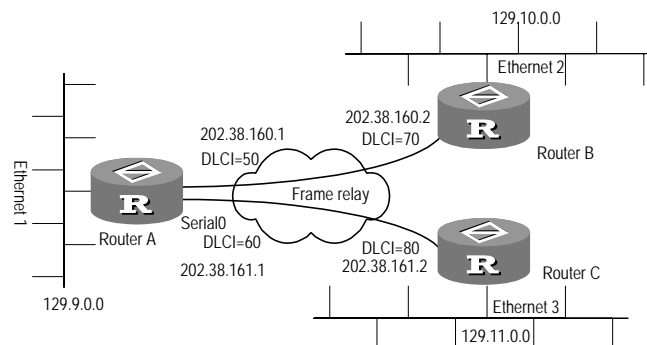 129.10.0.0
Ethernet 2
202.38.160.2
DLCI=70
R
Router B
202.38.160.1
DLCI=50
Ethernet 1
Frame relay
R
Router A
Serial0
DLCI=60
202.38.161.1
DLCI=80
202.38.161.2
R
Router C
129.9.0.0
Ethernet 3
129.11.0.0